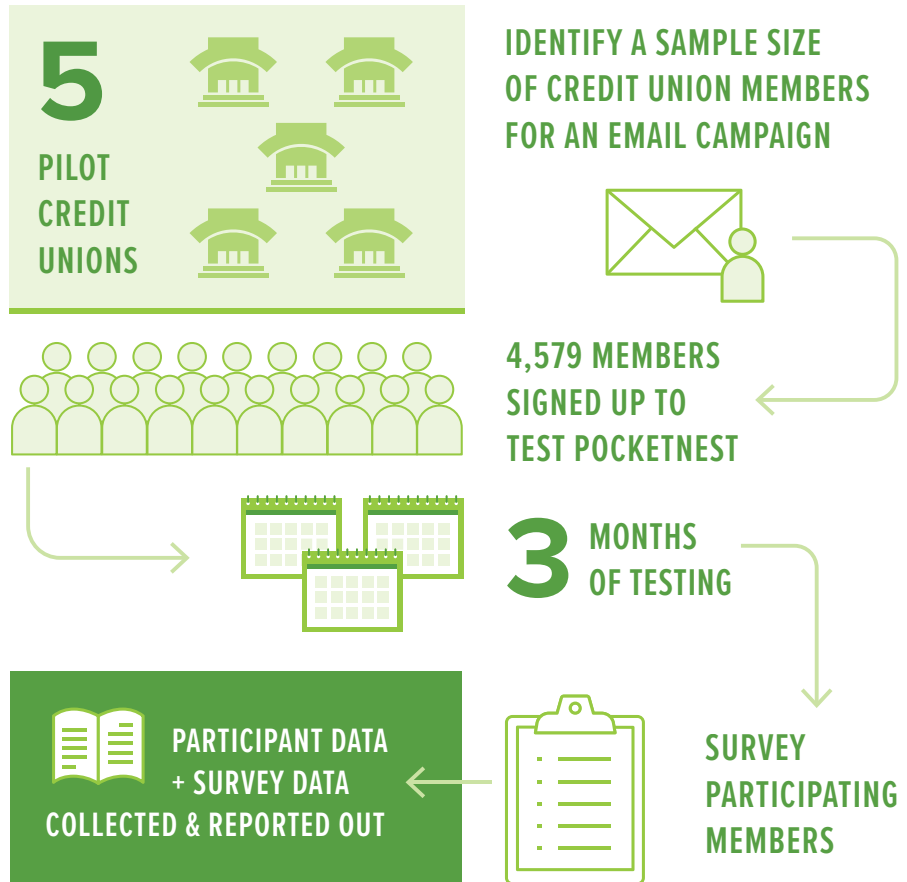 5
PILOT
CREDIT
UNIONS
IDENTIFY A SAMPLE SIZE
OF CREDIT UNION MEMBERS
FOR AN EMAIL CAMPAIGN
4,579 MEMBERS
SIGNED UP TO
TEST POCKETNEST
3 MONTHS
OF TESTING
SURVEY
PARTICIPATING
MEMBERS
PARTICIPANT DATA
+ SURVEY DATA
COLLECTED & REPORTED OUT